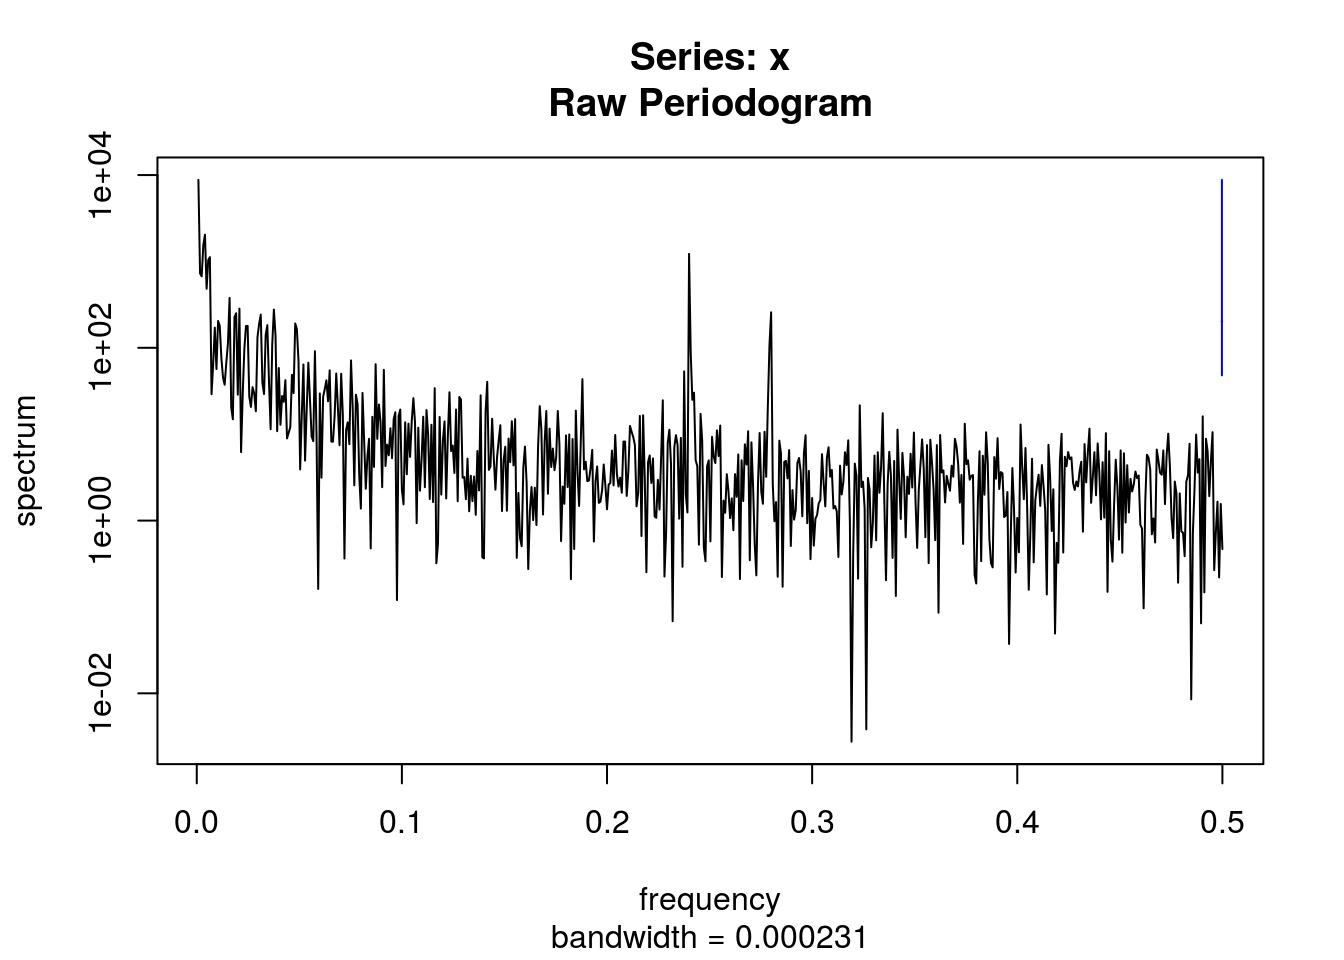 Series: x
Raw Periodogram
1e+04
1e+02
1e+00
1e-02
spectrum
0.0 0.1 0.2 0.3 0.4 0.5
frequency
bandwidth = 0.000231